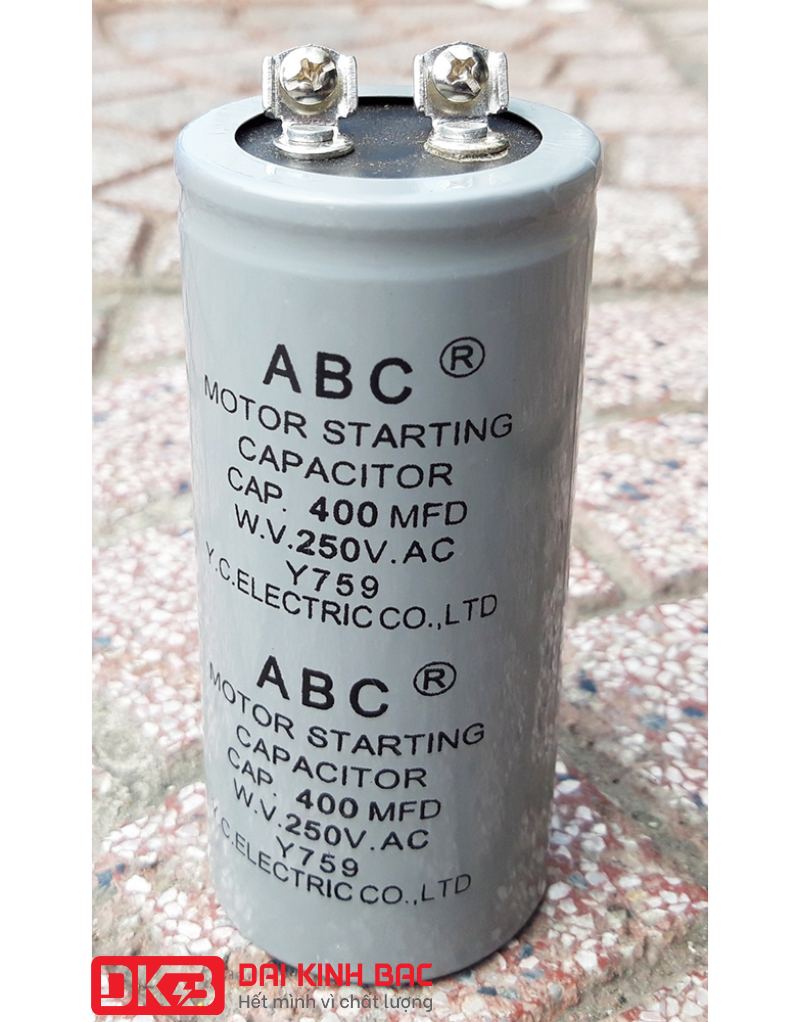 ABC ®
MOTOR STARTING
CAPACITOR
CAP. 400 MFD
W.V.250V.AC
Y759
Y.C.ELECTRIC CO.,LTD
ABC ®
MOTOR STARTING
CAPACITOR
CAP. 400 MFD
W.V.250V.AC
Y759
Y.C.ELECTRIC CO.,LTD
DKB DAI KINH BAC
Hết mình vì chất lượng